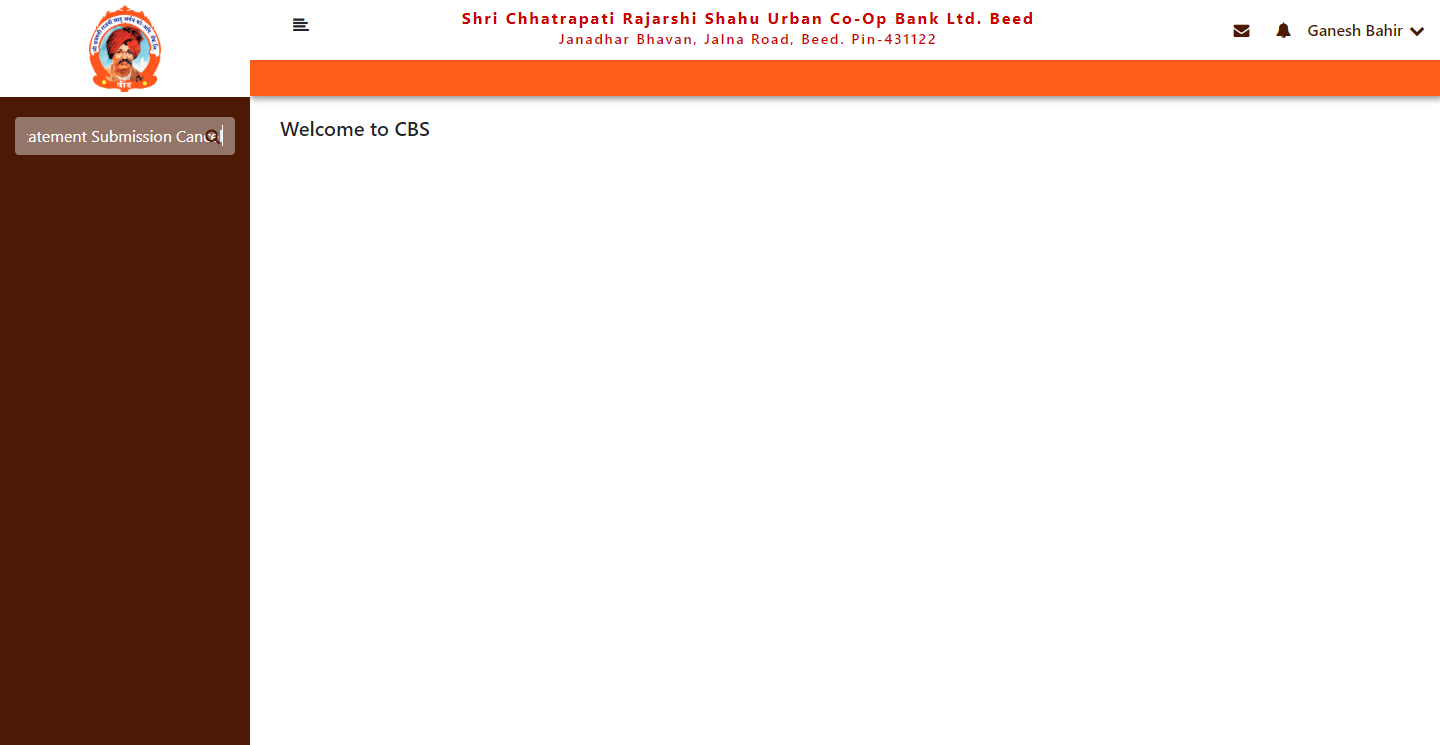 Shri Chhatrapati Rajarshi Shahu Urban Co-Op Bank Ltd. Beed
Janadhar Bhavan, Jalna Road, Beed. Pin-431122
Ganesh Bahir
atement Submission Cancel
Welcome to CBS